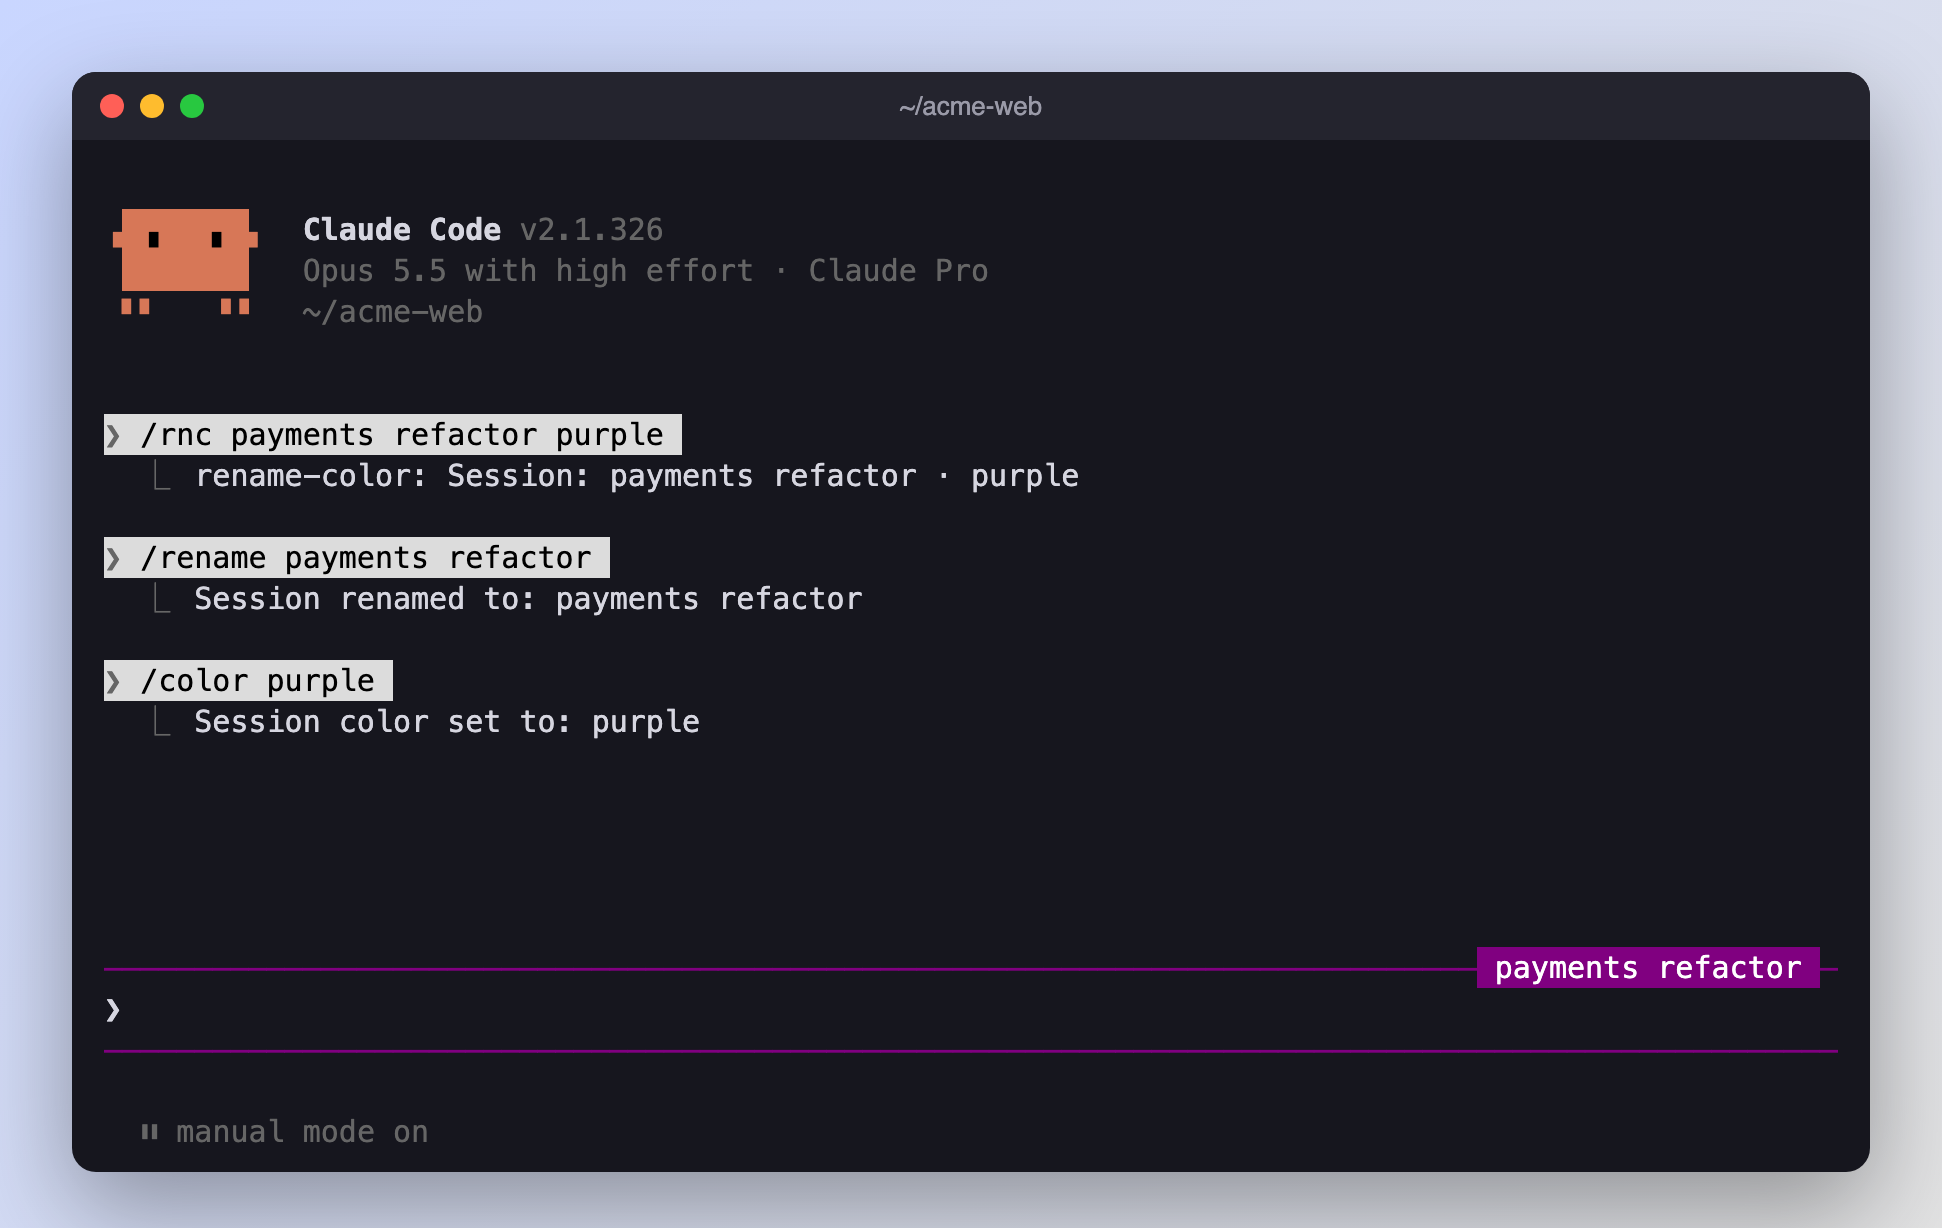 ~/acme-web
Claude Code v2.1.326
Opus 5.5 with high effort · Claude Pro
~/acme-web
❯ /rnc payments refactor purple
⎿ rename-color: Session: payments refactor · purple
❯ /rename payments refactor
⎿ Session renamed to: payments refactor
❯ /color purple
⎿ Session color set to: purple
payments refactor
❯
⏸ manual mode on